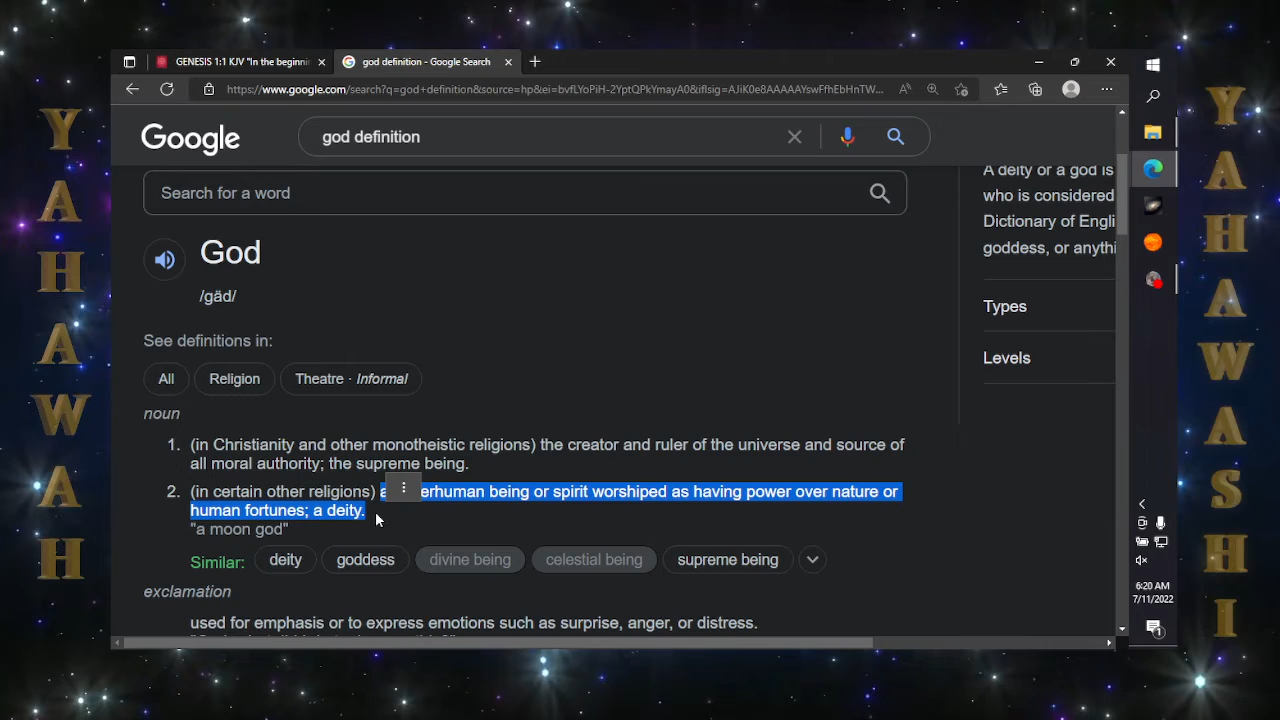 YAHAWAH
GENESIS 1:1 KJV "In the beginni
god definition - Google Search
https://www.google.com/search?q=god+definition&source=hp&ei=bvfLYoPiH-2YptQPkYmayA0&iflsig=AJiK0e8AAAAAYswFfhEbHnTW...
Google
god definition
Search for a word
God
/ɡäd/
See definitions in:
All
Religion
Theatre · Informal
noun
1. (in Christianity and other monotheistic religions) the creator and ruler of the universe and source of
all moral authority; the supreme being.
2. (in certain other religions) a erhuman being or spirit worshiped as having power over nature or
human fortunes; a deity.
"a moon god"
Similar:
deity
goddess
divine being
celestial being
supreme being
exclamation
used for emphasis or to express emotions such as surprise, anger, or distress.
A deity or a god is
who is considered
Dictionary of Engli
goddess, or anythi
Types
Levels
6:20 AM
7/11/2022
1
YAHAWASHI